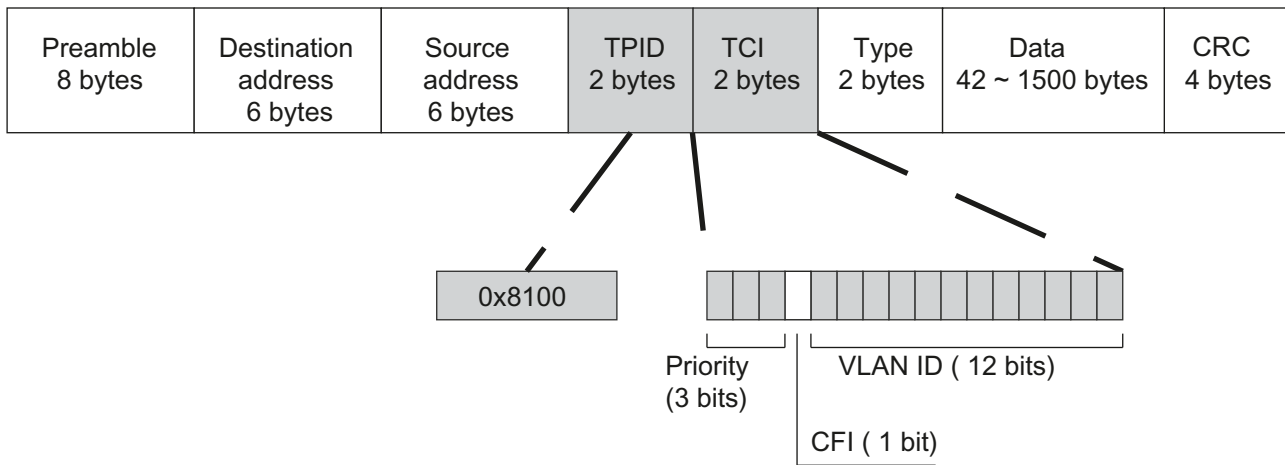 Preamble
8 bytes
Destination
address
6 bytes
Source
address
6 bytes
TPID
2 bytes
TCI
2 bytes
Type
2 bytes
Data
42 ~ 1500 bytes
CRC
4 bytes
0x8100
Priority
(3 bits)
VLAN ID ( 12 bits)
CFI ( 1 bit)